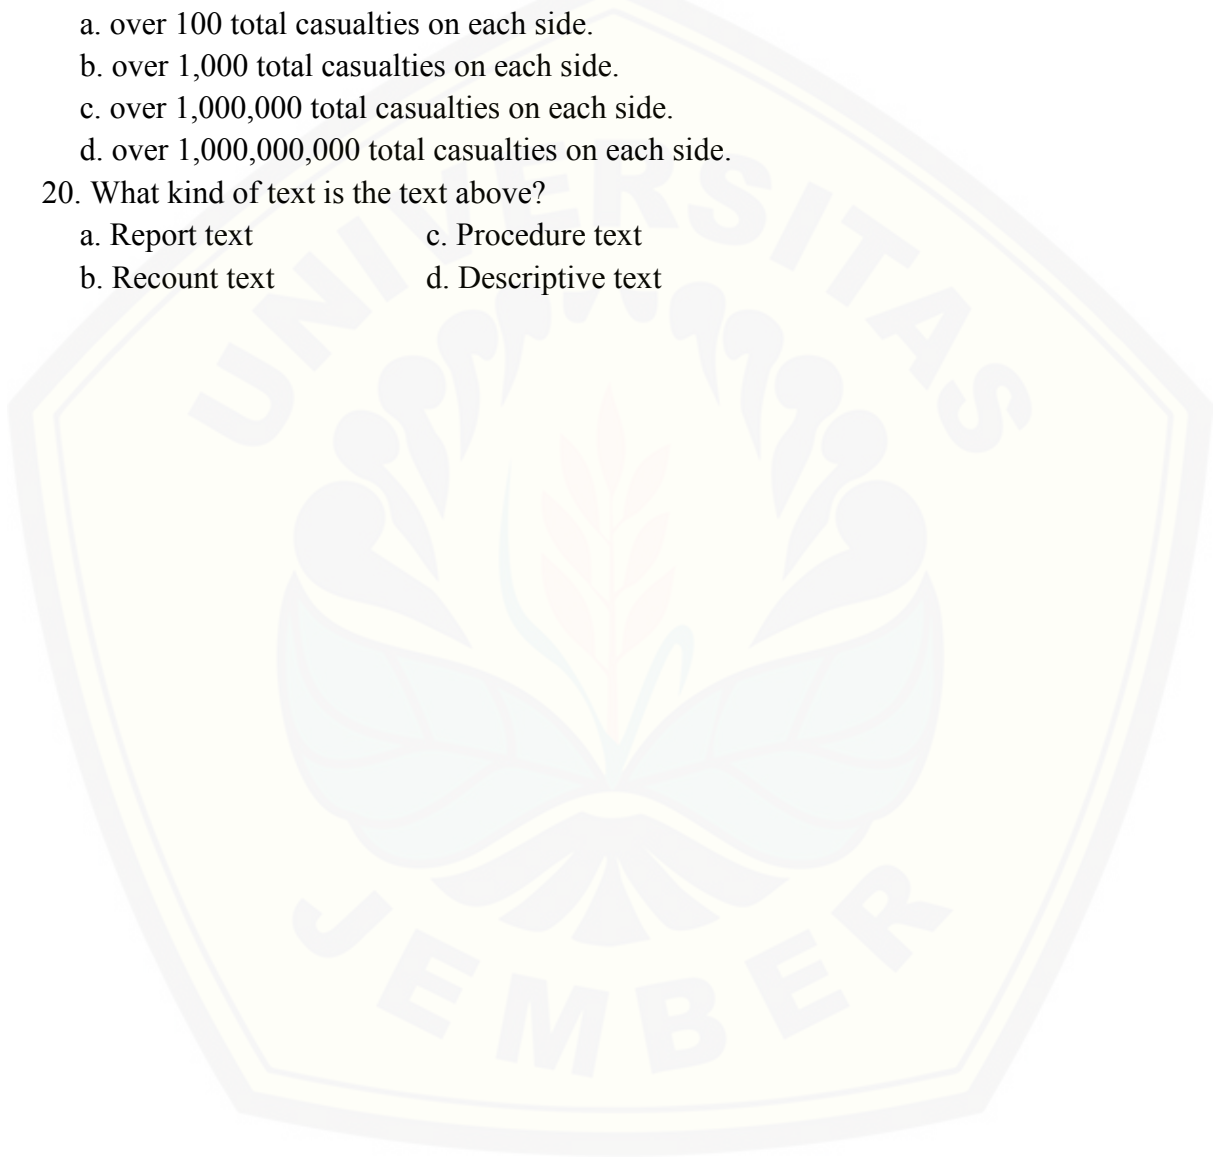 a. over 100 total casualties on each side.
b. over 1,000 total casualties on each side.
c. over 1,000,000 total casualties on each side.
d. over 1,000,000,000 total casualties on each side.
20. What kind of text is the text above?
a. Report text c. Procedure text
b. Recount text d. Descriptive text
UNIVERSITAS
JEMBER